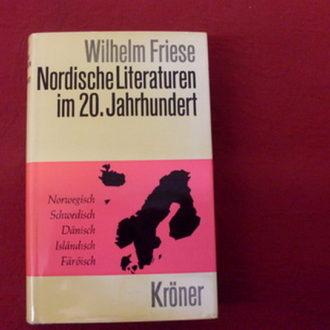 Wilhelm Friese
Nordische Literaturen
im 20. Jahrhundert
Norwegisch
Schwedisch
Dänisch
Isländisch
Färöisch
Kröner